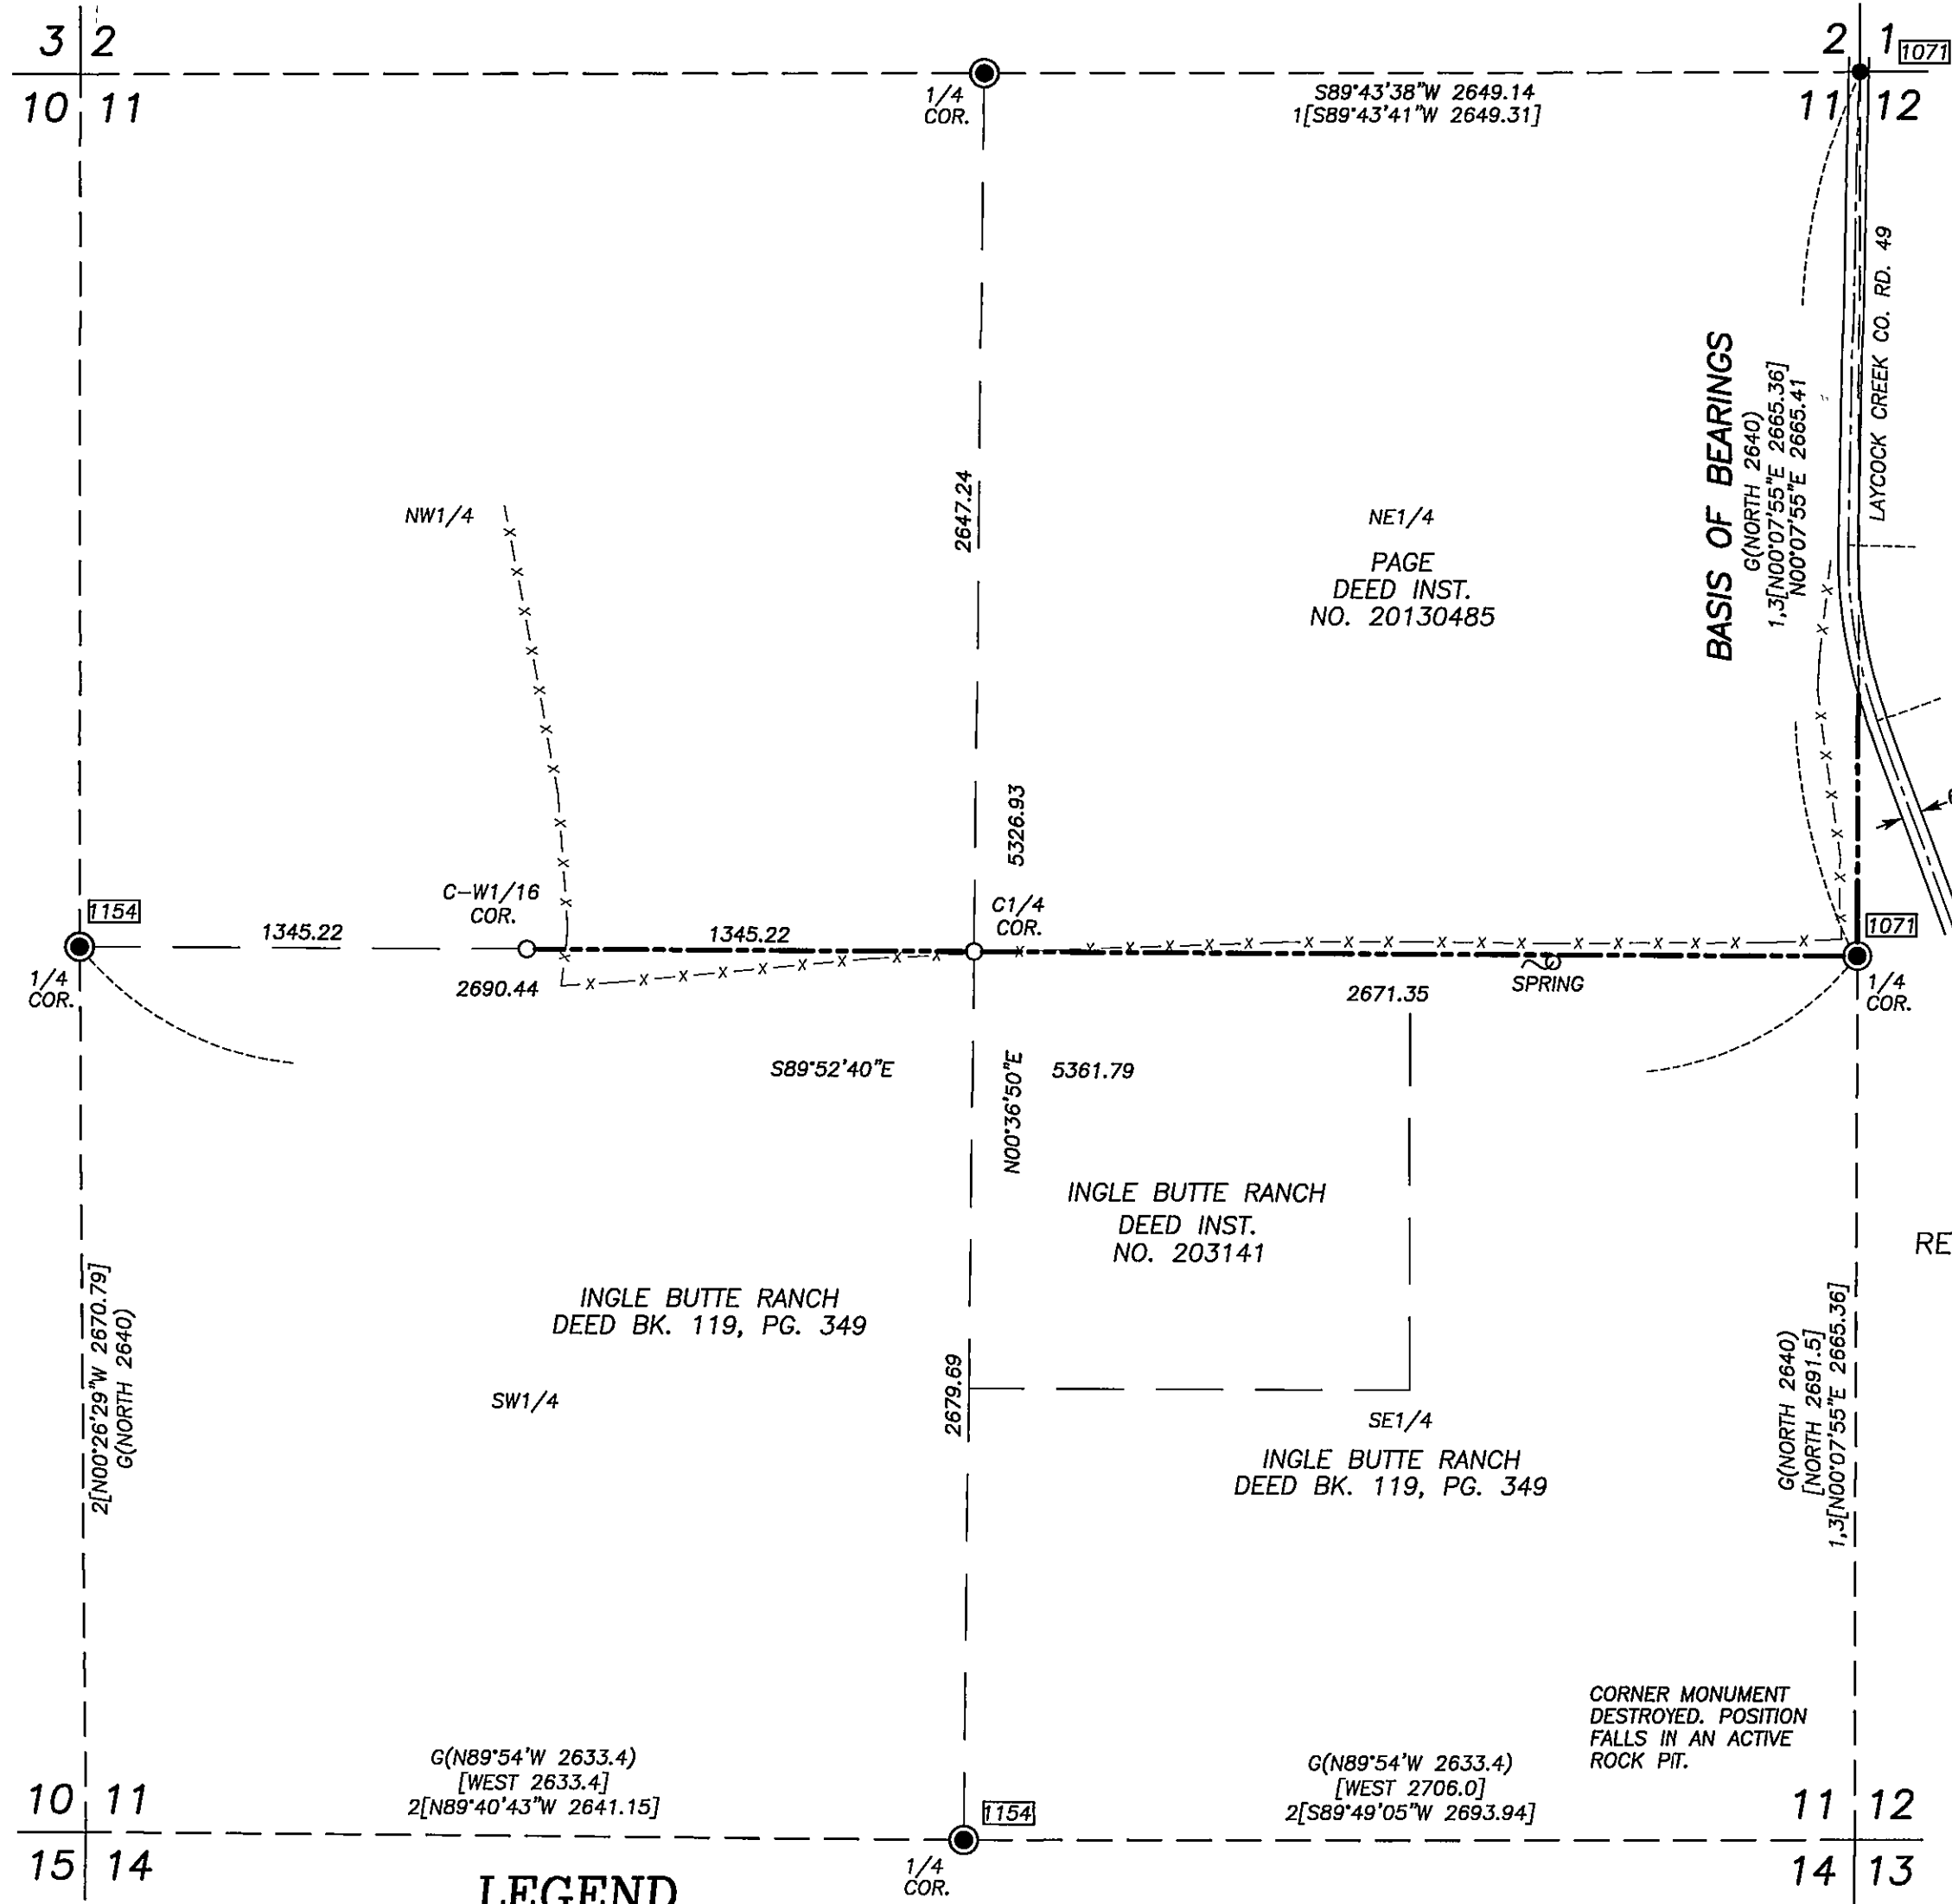 3 2
2 1
1071
10 11
1/4
COR.
S89°43'38"W 2649.14
1[S89°43'41"W 2649.31]
11 12
LAYCOCK CREEK CO. RD. 49
BASIS OF BEARINGS
G(NORTH 2640)
1,3[N00°07'55"E 2665.36]
N00°07'55"E 2665.41
2647.24
NW1/4
NE1/4
PAGE
DEED INST.
NO. 20130485
5326.93
C-W1/16
COR.
C1/4
COR.
1154
1345.22
1345.22
1071
1/4
COR.
2690.44
2671.35
SPRING
1/4
COR.
S89°52'40"E
N00°36'50"E
5361.79
INGLE BUTTE RANCH
DEED INST.
NO. 203141
RE
2[N00°26'29"W 2670.79]
G(NORTH 2640)
INGLE BUTTE RANCH
DEED BK. 119, PG. 349
2679.69
SW1/4
SE1/4
INGLE BUTTE RANCH
DEED BK. 119, PG. 349
G(NORTH 2640)
[NORTH 2691.5]
1,3[N00°07'55"E 2665.36]
CORNER MONUMENT
DESTROYED. POSITION
FALLS IN AN ACTIVE
ROCK PIT.
G(N89°54'W 2633.4)
[WEST 2633.4]
2[N89°40'43"W 2641.15]
G(N89°54'W 2633.4)
[WEST 2706.0]
2[S89°49'05"W 2693.94]
10 11
1154
11 12
15 14
1/4
COR.
14 13
LEGEND